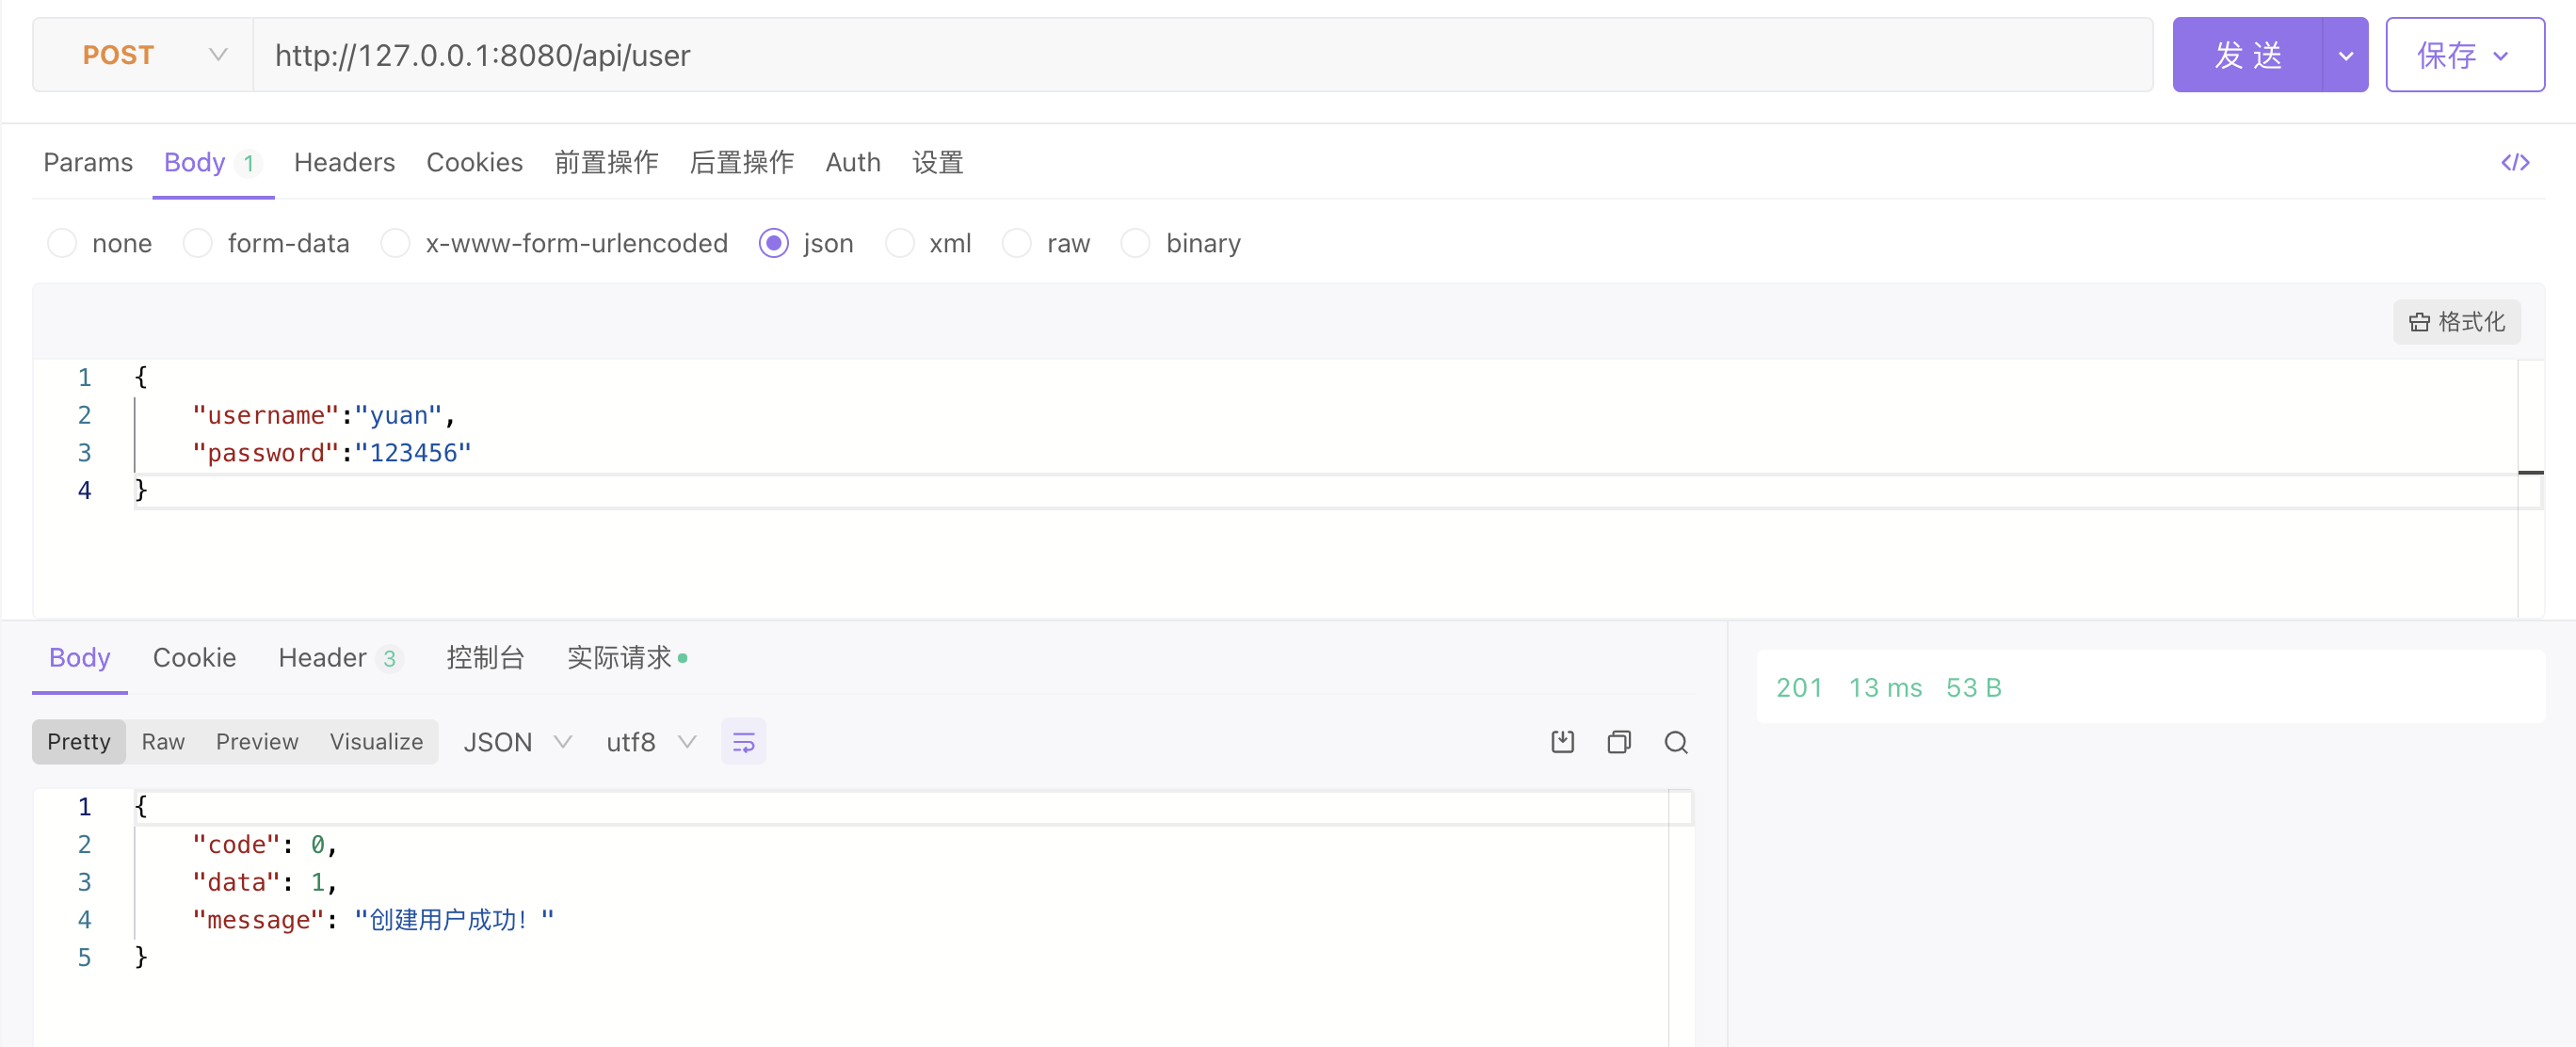 POST http://127.0.0.1:8080/api/user 发 送 保存
Params Body 1 Headers Cookies 前置操作 后置操作 Auth 设置 </>
none form-data x-www-form-urlencoded json xml raw binary
格式化
1 {
2 "username":"yuan",
3 "password":"123456"
4 }
Body Cookie Header 3 控制台 实际请求
201 13 ms 53 B
Pretty Raw Preview Visualize JSON utf8
1 {
2 "code": 0,
3 "data": 1,
4 "message": "创建用户成功！"
5 }